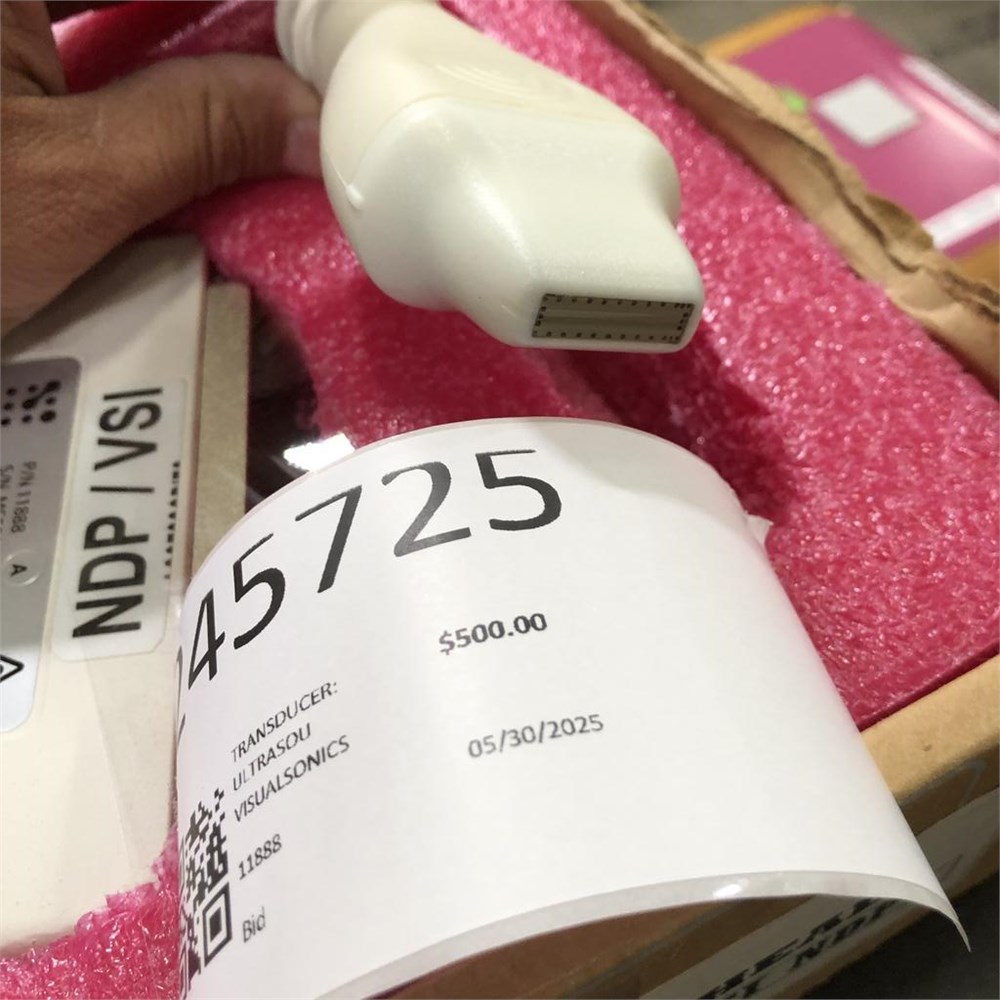 NDP / VSI
P/N 11888 A
S/N
45725
$500.00
TRANSDUCER:
ULTRASOU
VISUALSONICS
05/30/2025
11888
Bid